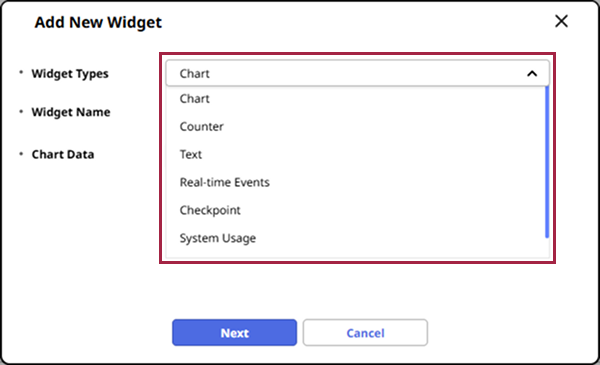 Add New Widget
Widget Types
Chart
Chart
Widget Name
Counter
Chart Data
Text
Real-time Events
Checkpoint
System Usage
Next
Cancel